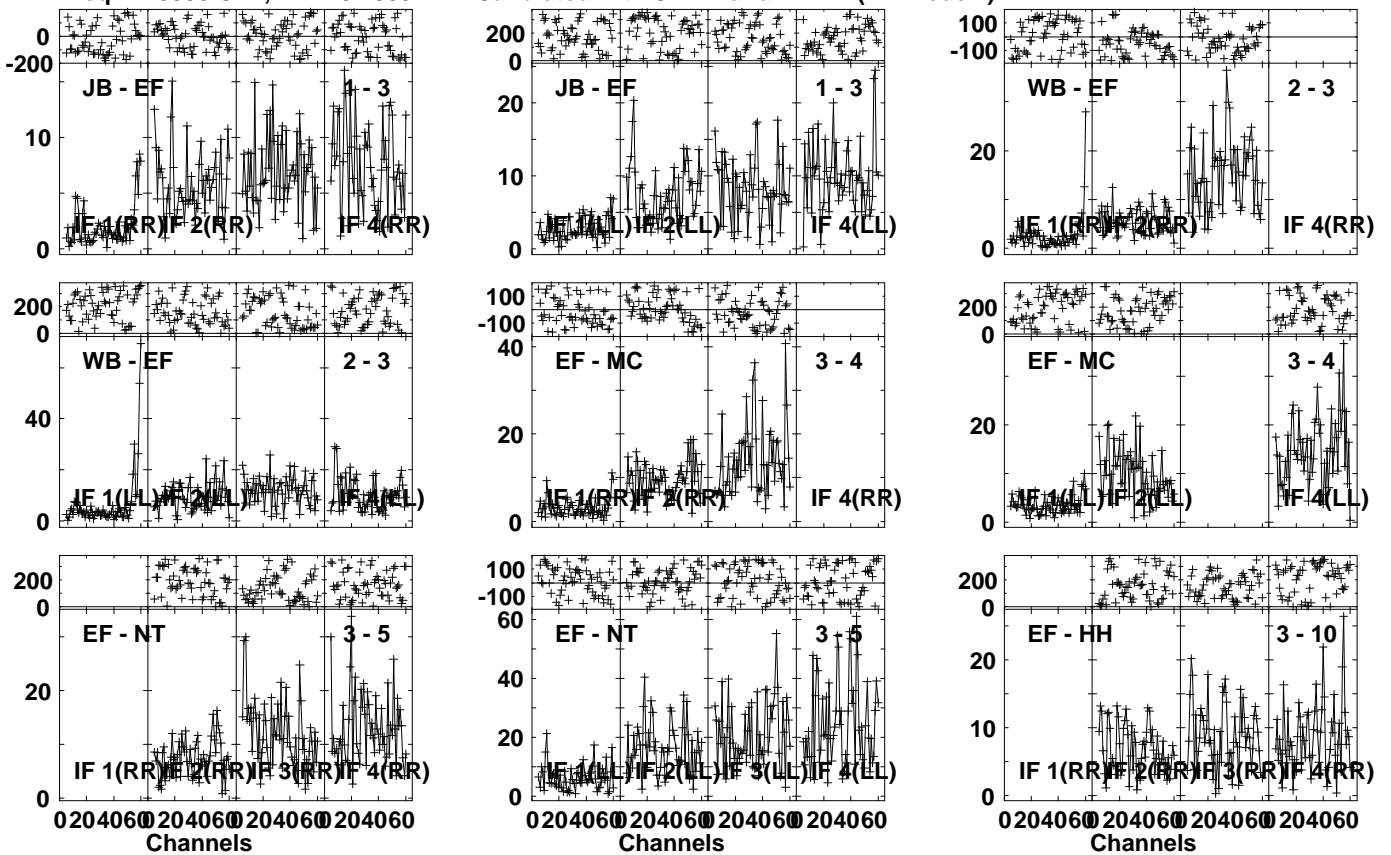 0
-200
JB - EF 1 - 3
10
0
IF 1(RR) IF 2(RR) IF 4(RR)
200
0
JB - EF 1 - 3
20
10
0
IF 1(LL) IF 2(LL) IF 4(LL)
100
-100
WB - EF 2 - 3
20
0
IF 1(RR) IF 2(RR) IF 4(RR)
200
0
WB - EF 2 - 3
40
0
IF 1(LL) IF 2(LL) IF 4(LL)
100
-100
EF - MC 3 - 4
40
20
0
IF 1(RR) IF 2(RR) IF 4(RR)
200
0
EF - MC 3 - 4
20
0
IF 1(LL) IF 2(LL) IF 4(LL)
200
0
EF - NT 3 - 5
20
0
IF 1(RR) IF 2(RR) IF 3(RR) IF 4(RR)
0 20 40 60 0 20 40 60 0 20 40 60 0 20 40 60
Channels
100
-100
EF - NT 3 - 5
60
40
20
0
IF 1(LL) IF 2(LL) IF 3(LL) IF 4(LL)
0 20 40 60 0 20 40 60 0 20 40 60 0 20 40 60
Channels
200
0
EF - HH 3 - 10
20
10
0
IF 1(RR) IF 2(RR) IF 3(RR) IF 4(RR)
0 20 40 60 0 20 40 60 0 20 40 60 0 20 40 60
Channels